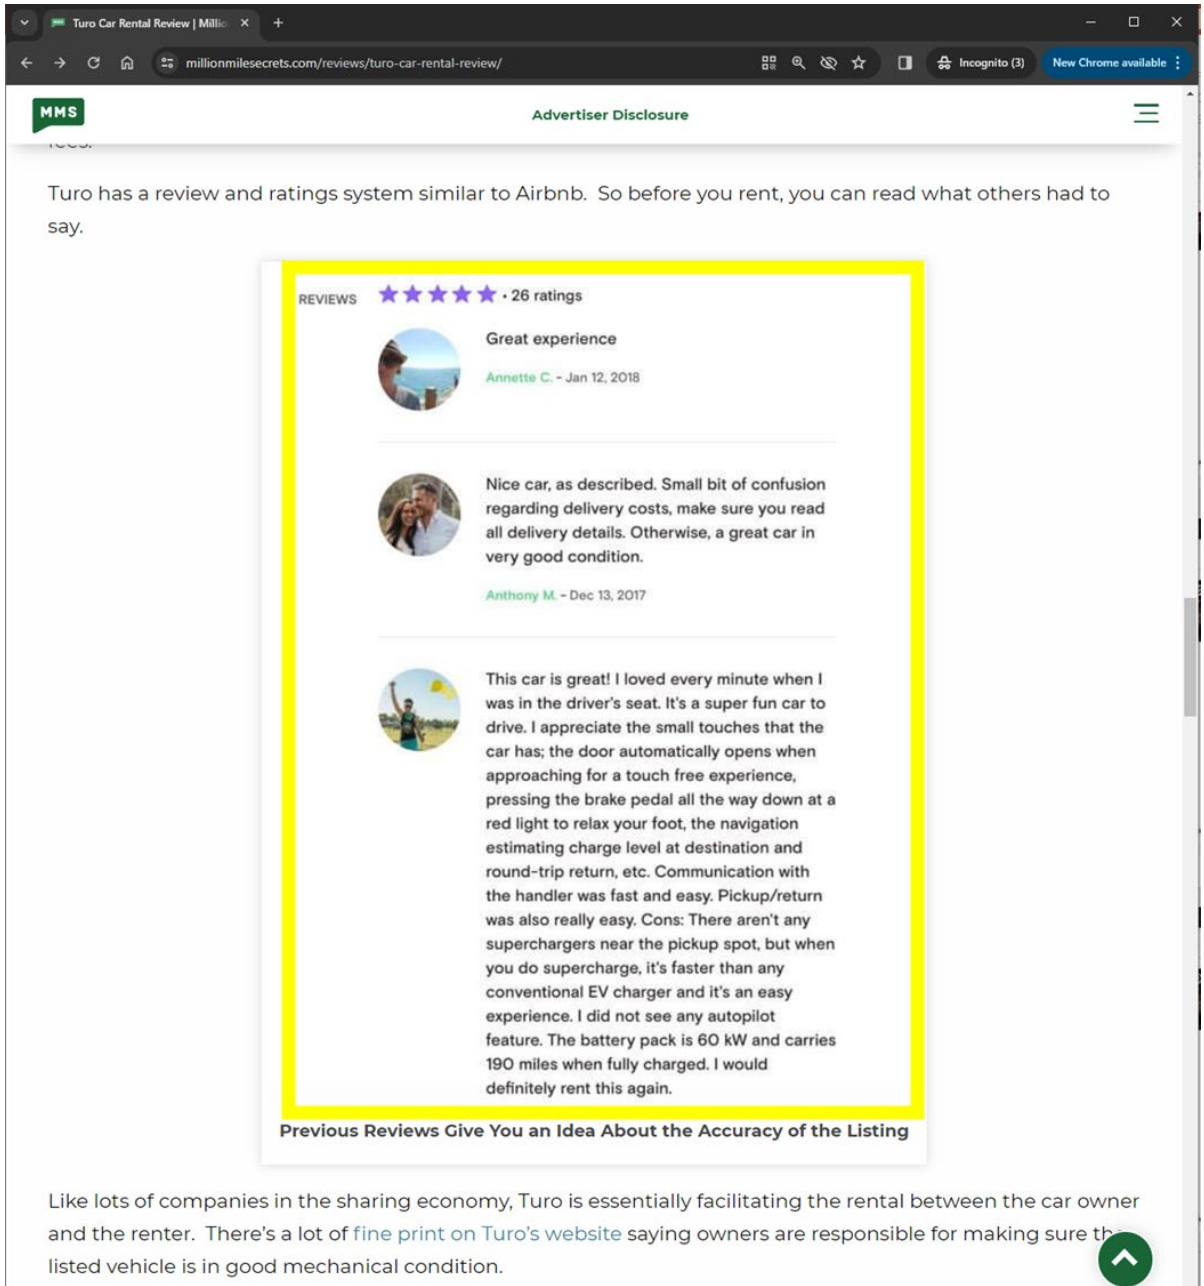 Turo Car Rental Review | Millio
millionmilesecrets.com/reviews/turo-car-rental-review/
Incognito (3)
New Chrome available
MMS
Advertiser Disclosure
Turo has a review and ratings system similar to Airbnb. So before you rent, you can read what others had to
say.
REVIEWS
• 26 ratings
Great experience
Annette C. - Jan 12, 2018
Nice car, as described. Small bit of confusion
regarding delivery costs, make sure you read
all delivery details. Otherwise, a great car in
very good condition.
Anthony M. - Dec 13, 2017
This car is great! I loved every minute when I
was in the driver's seat. It's a super fun car to
drive. I appreciate the small touches that the
car has; the door automatically opens when
approaching for a touch free experience,
pressing the brake pedal all the way down at a
red light to relax your foot, the navigation
estimating charge level at destination and
round-trip return, etc. Communication with
the handler was fast and easy. Pickup/return
was also really easy. Cons: There aren't any
superchargers near the pickup spot, but when
you do supercharge, it's faster than any
conventional EV charger and it's an easy
experience. I did not see any autopilot
feature. The battery pack is 60 kW and carries
190 miles when fully charged. I would
definitely rent this again.
Previous Reviews Give You an Idea About the Accuracy of the Listing
Like lots of companies in the sharing economy, Turo is essentially facilitating the rental between the car owner
and the renter. There's a lot of fine print on Turo's website saying owners are responsible for making sure the
listed vehicle is in good mechanical condition.